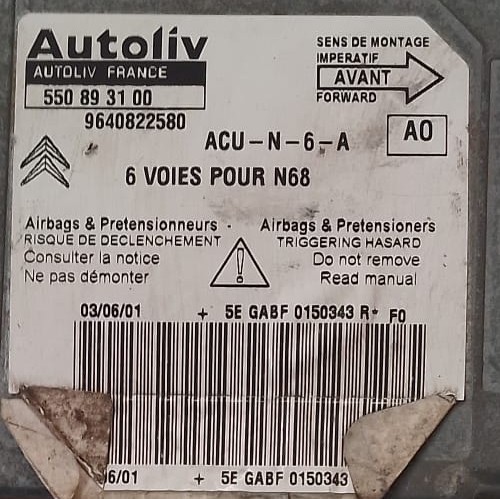 Autoliv
AUTOLIV FRANCE
550 89 31 00
9640822580
SENS DE MONTAGE
IMPERATIF
AVANT
FORWARD
ACU-N-6-A
AO
6 VOIES POUR N68
Airbags & Pretensionneurs -
RISQUE DE DECLENCHEMENT
Consulter la notice
Ne pas démonter
!
Airbags & Pretensioners
TRIGGERING HASARD
Do not remove
Read manual
03/06/01 + 5E GABF 0150343 R* F0
6/01 + 5E GABF 0150343